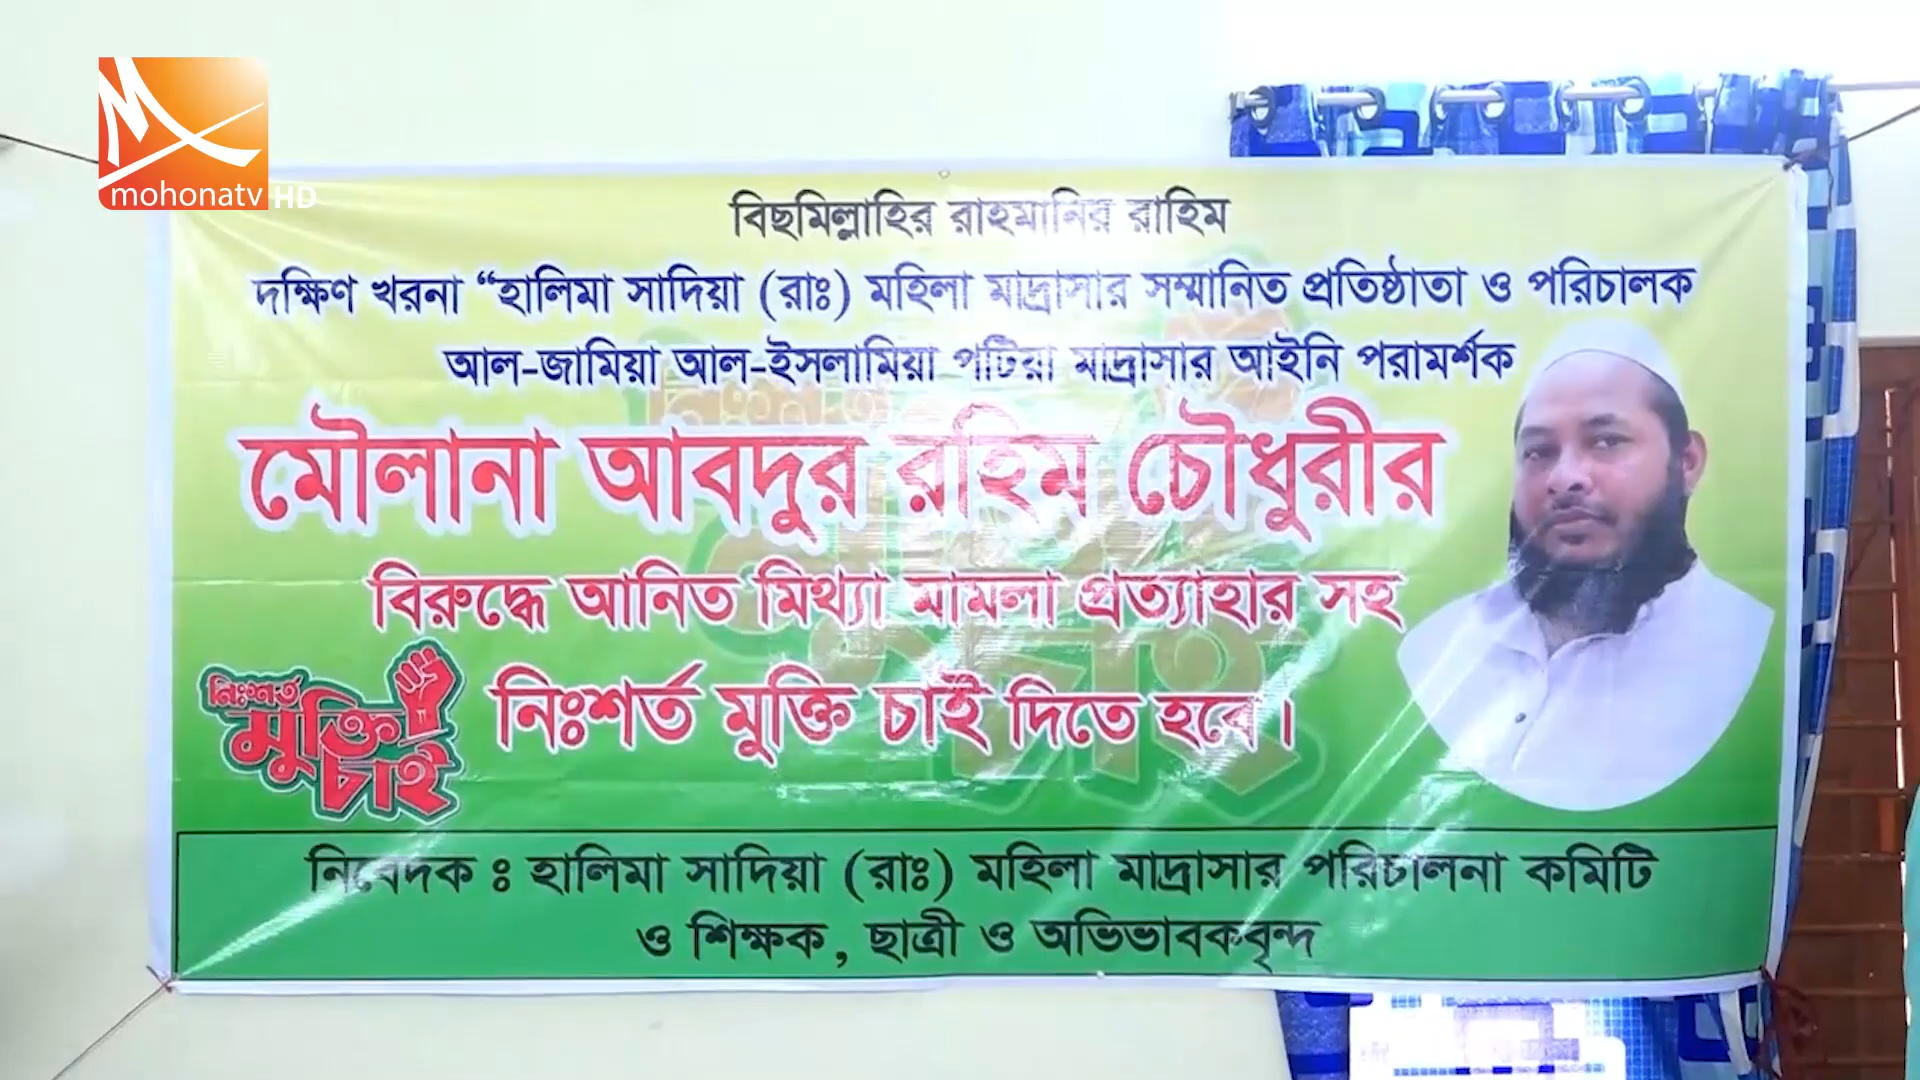 mohonatv HD
বিছমিল্লাহির রাহমানির রাহিম
দক্ষিণ খরনা “হালিমা সাদিয়া (রাঃ) মহিলা মাদ্রাসার সম্মানিত প্রতিষ্ঠাতা ও পরিচালক
আল-জামিয়া আল-ইসলামিয়া পটিয়া মাদ্রাসার আইনি পরামর্শক
মৌলানা আবদুর রহিম চৌধুরীর
বিরুদ্ধে আনিত মিথ্যা মামলা প্রত্যাহার সহ
নিঃশর্ত মুক্তি চাই দিতে হবে।
নিঃশর্ত
মুক্তি
চাই
নিবেদক ঃ হালিমা সাদিয়া (রাঃ) মহিলা মাদ্রাসার পরিচালনা কমিটি
ও শিক্ষক, ছাত্রী ও অভিভাবকবৃন্দ